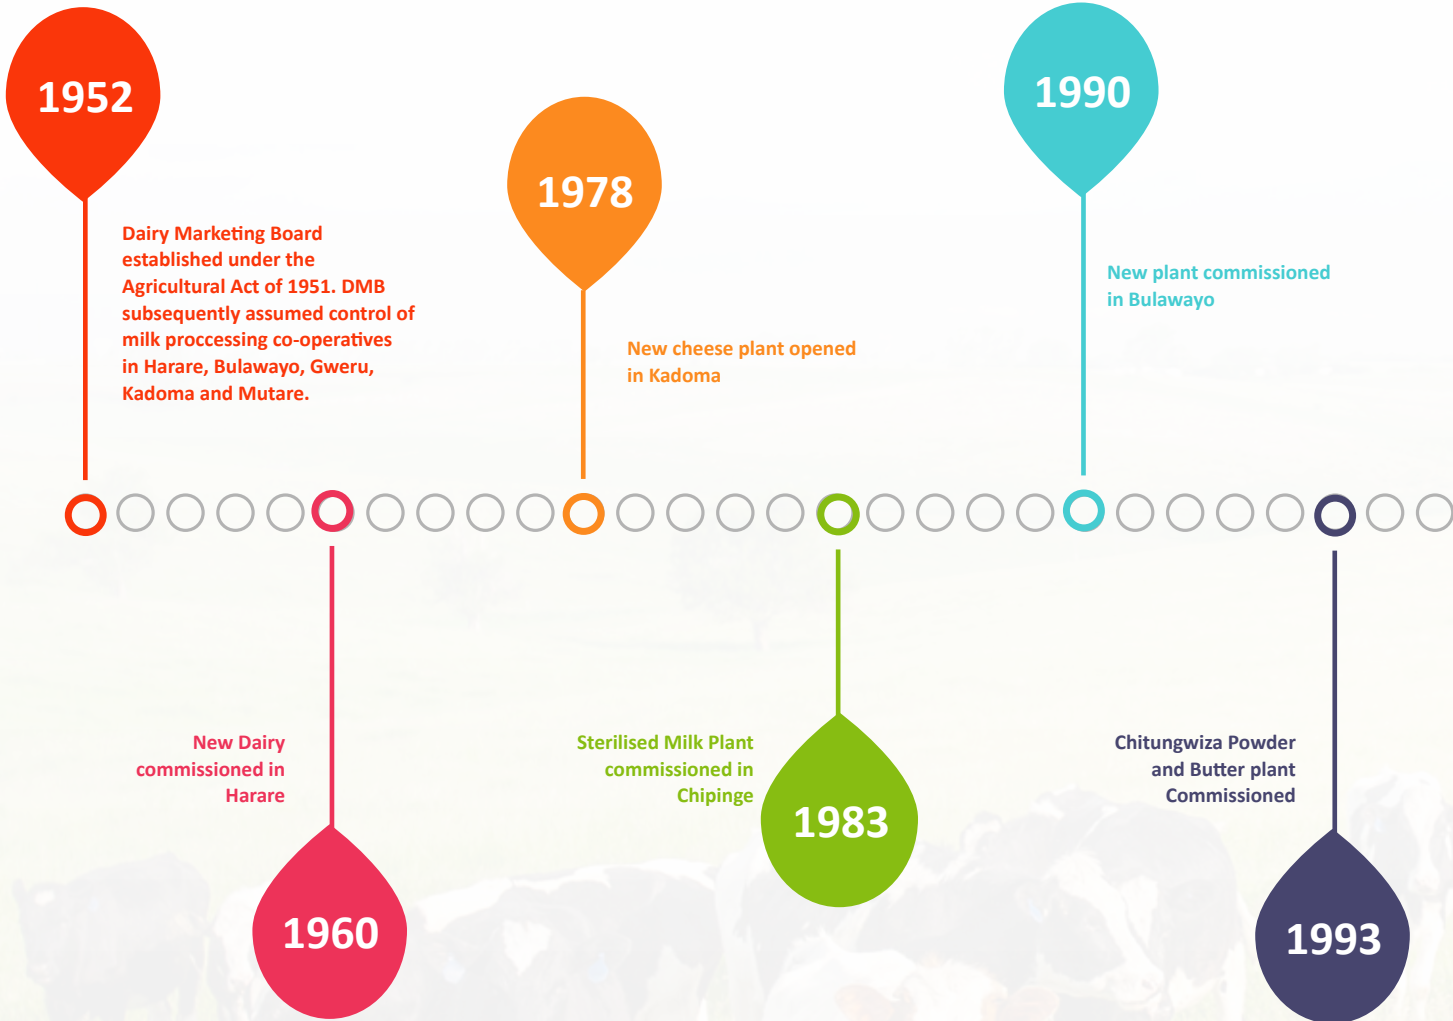 1952
Dairy Marketing Board
established under the
Agricultural Act of 1951. DMB
subsequently assumed control of
milk proccessing co-operatives
in Harare, Bulawayo, Gweru,
Kadoma and Mutare.
1960
New Dairy
commissioned in
Harare
1978
New cheese plant opened
in Kadoma
1983
Sterilised Milk Plant
commissioned in
Chipinge
1990
New plant commissioned
in Bulawayo
1993
Chitungwiza Powder
and Butter plant
Commissioned